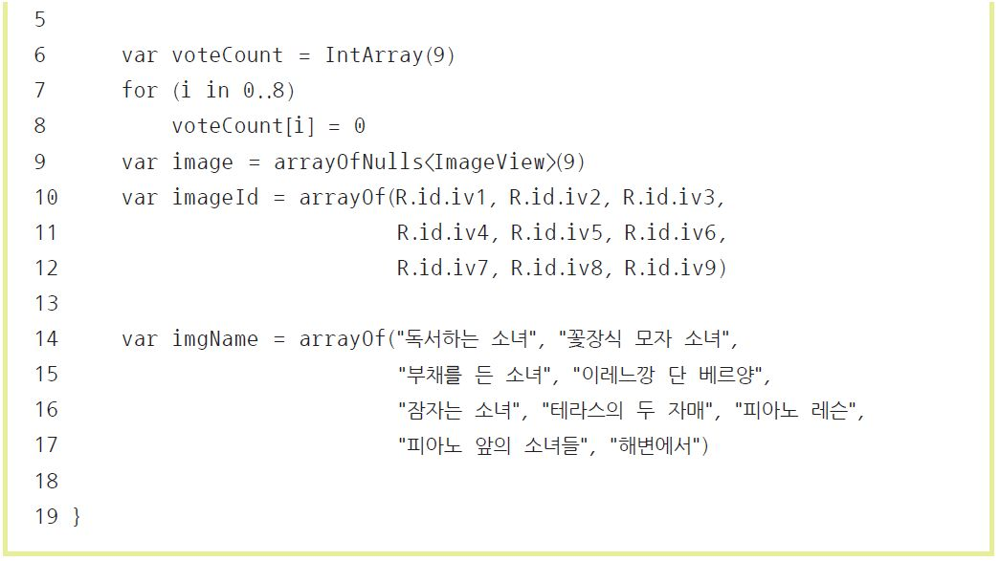 5
6 var voteCount = IntArray(9)
7 for (i in 0..8)
8 voteCount[i] = 0
9 var image = arrayOfNulls<ImageView>(9)
10 var imageId = arrayOf(R.id.iv1, R.id.iv2, R.id.iv3,
11 R.id.iv4, R.id.iv5, R.id.iv6,
12 R.id.iv7, R.id.iv8, R.id.iv9)
13
14 var imgName = arrayOf("독서하는 소녀", "꽃장식 모자 소녀",
15 "부채를 든 소녀", "이레느깡 단 베르양",
16 "잠자는 소녀", "테라스의 두 자매", "피아노 레슨",
17 "피아노 앞의 소녀들", "해변에서")
18
19 }